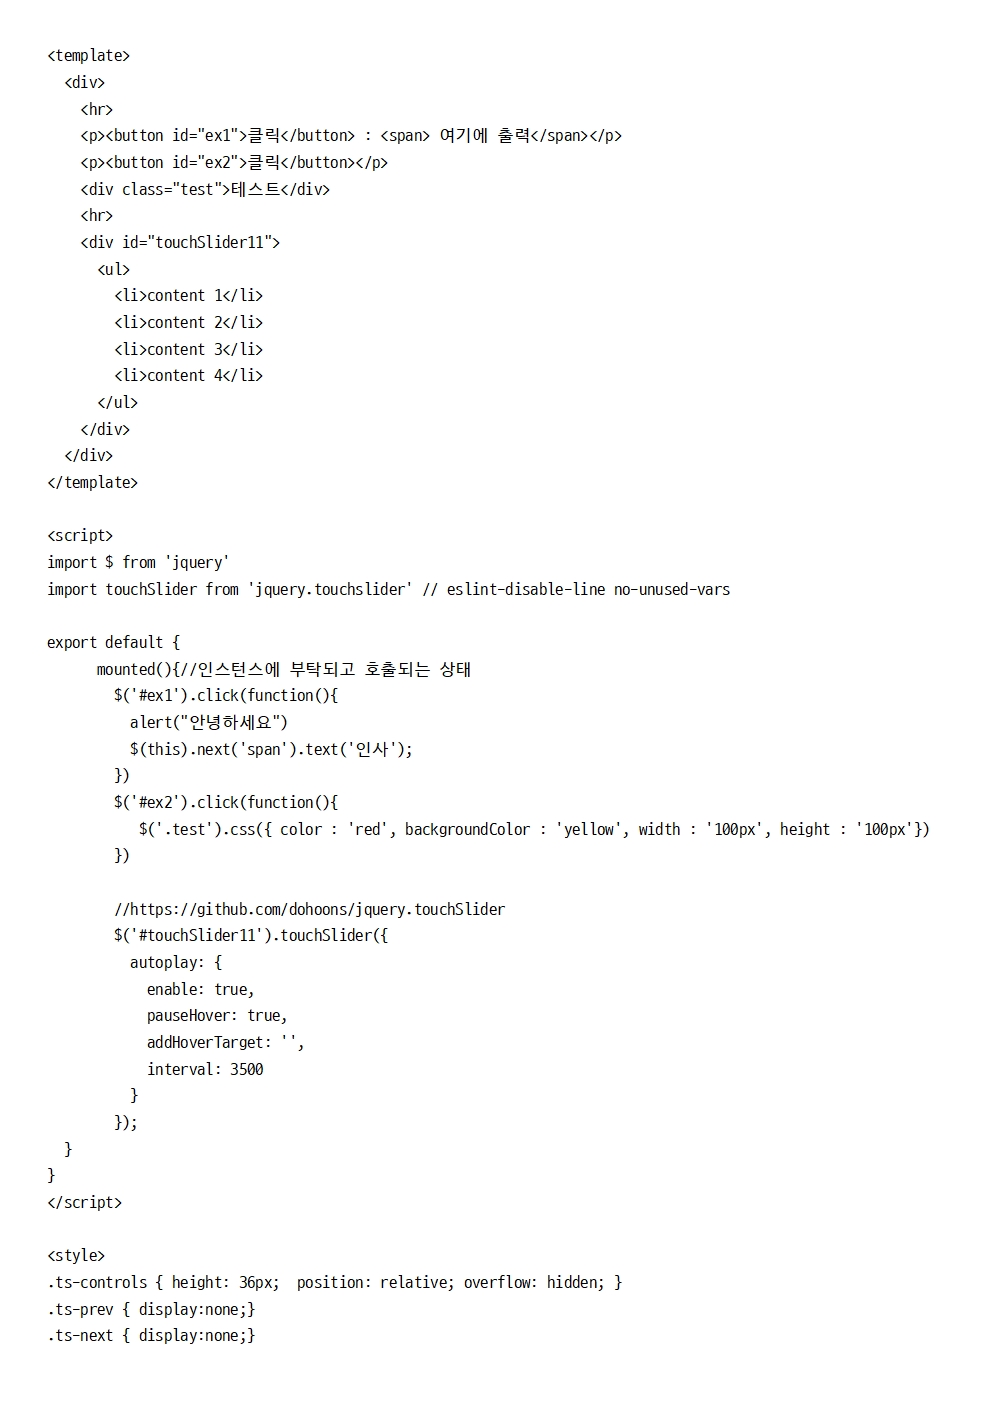 <template>
  <div>
    <hr>
    <p><button id="ex1">클릭</button> : <span> 여기에 출력</span></p>
    <p><button id="ex2">클릭</button></p>
    <div class="test">테스트</div>
    <hr>
    <div id="touchSlider11">
      <ul>
        <li>content 1</li>
        <li>content 2</li>
        <li>content 3</li>
        <li>content 4</li>
      </ul>
    </div>
  </div>
</template>

<script>
import $ from 'jquery'
import touchSlider from 'jquery.touchslider' // eslint-disable-line no-unused-vars

export default {
      mounted(){//인스턴스에 부탁되고 호출되는 상태
        $('#ex1').click(function(){
          alert("안녕하세요")
          $(this).next('span').text('인사');
        })
        $('#ex2').click(function(){
           $('.test').css({ color : 'red', backgroundColor : 'yellow', width : '100px', height : '100px'})
        })

        //https://github.com/dohoons/jquery.touchSlider
        $('#touchSlider11').touchSlider({
          autoplay: {
            enable: true,
            pauseHover: true,
            addHoverTarget: '',
            interval: 3500
          }
        });
  }
}
</script>

<style>
.ts-controls { height: 36px;  position: relative; overflow: hidden; }
.ts-prev { display:none;}
.ts-next { display:none;}